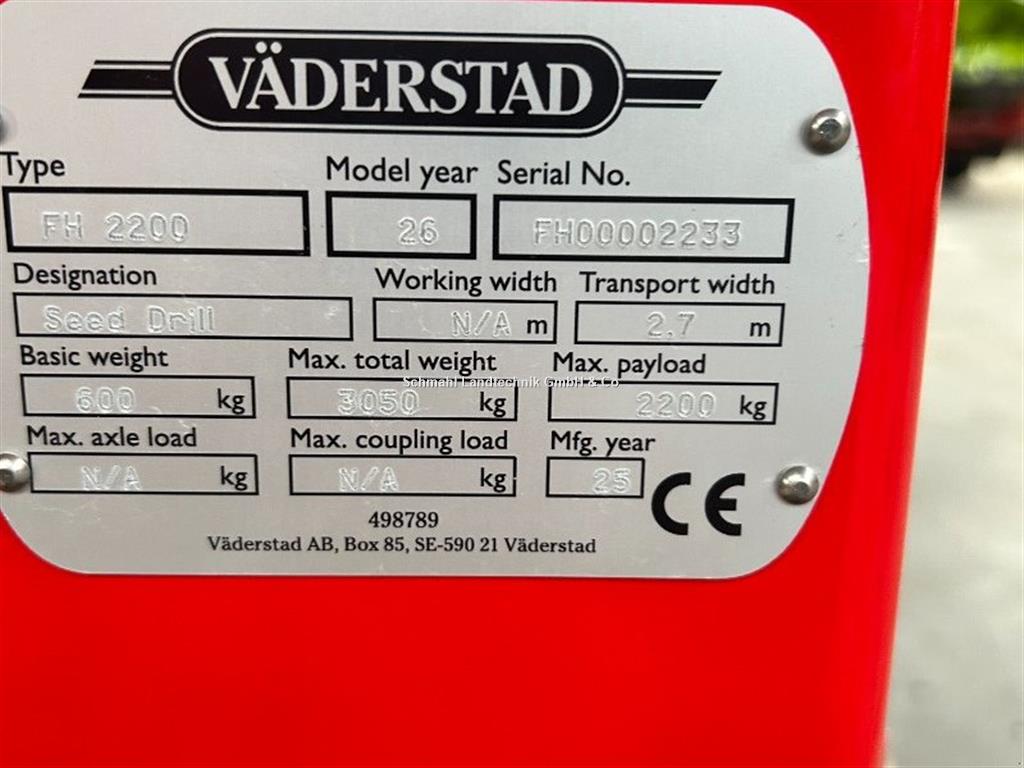 VÄDERSTAD
Type Model year Serial No.
FH 2200 26 FH00002233
Designation Working width Transport width
Seed Drill N/A m 2.7 m
Basic weight Max. total weight Max. payload
Schmahl Landtechnik GmbH & Co
600 kg 3050 kg 2200 kg
Max. axle load Max. coupling load Mfg. year
N/A kg N/A kg 25 CE
498789
Väderstad AB, Box 85, SE-590 21 Väderstad